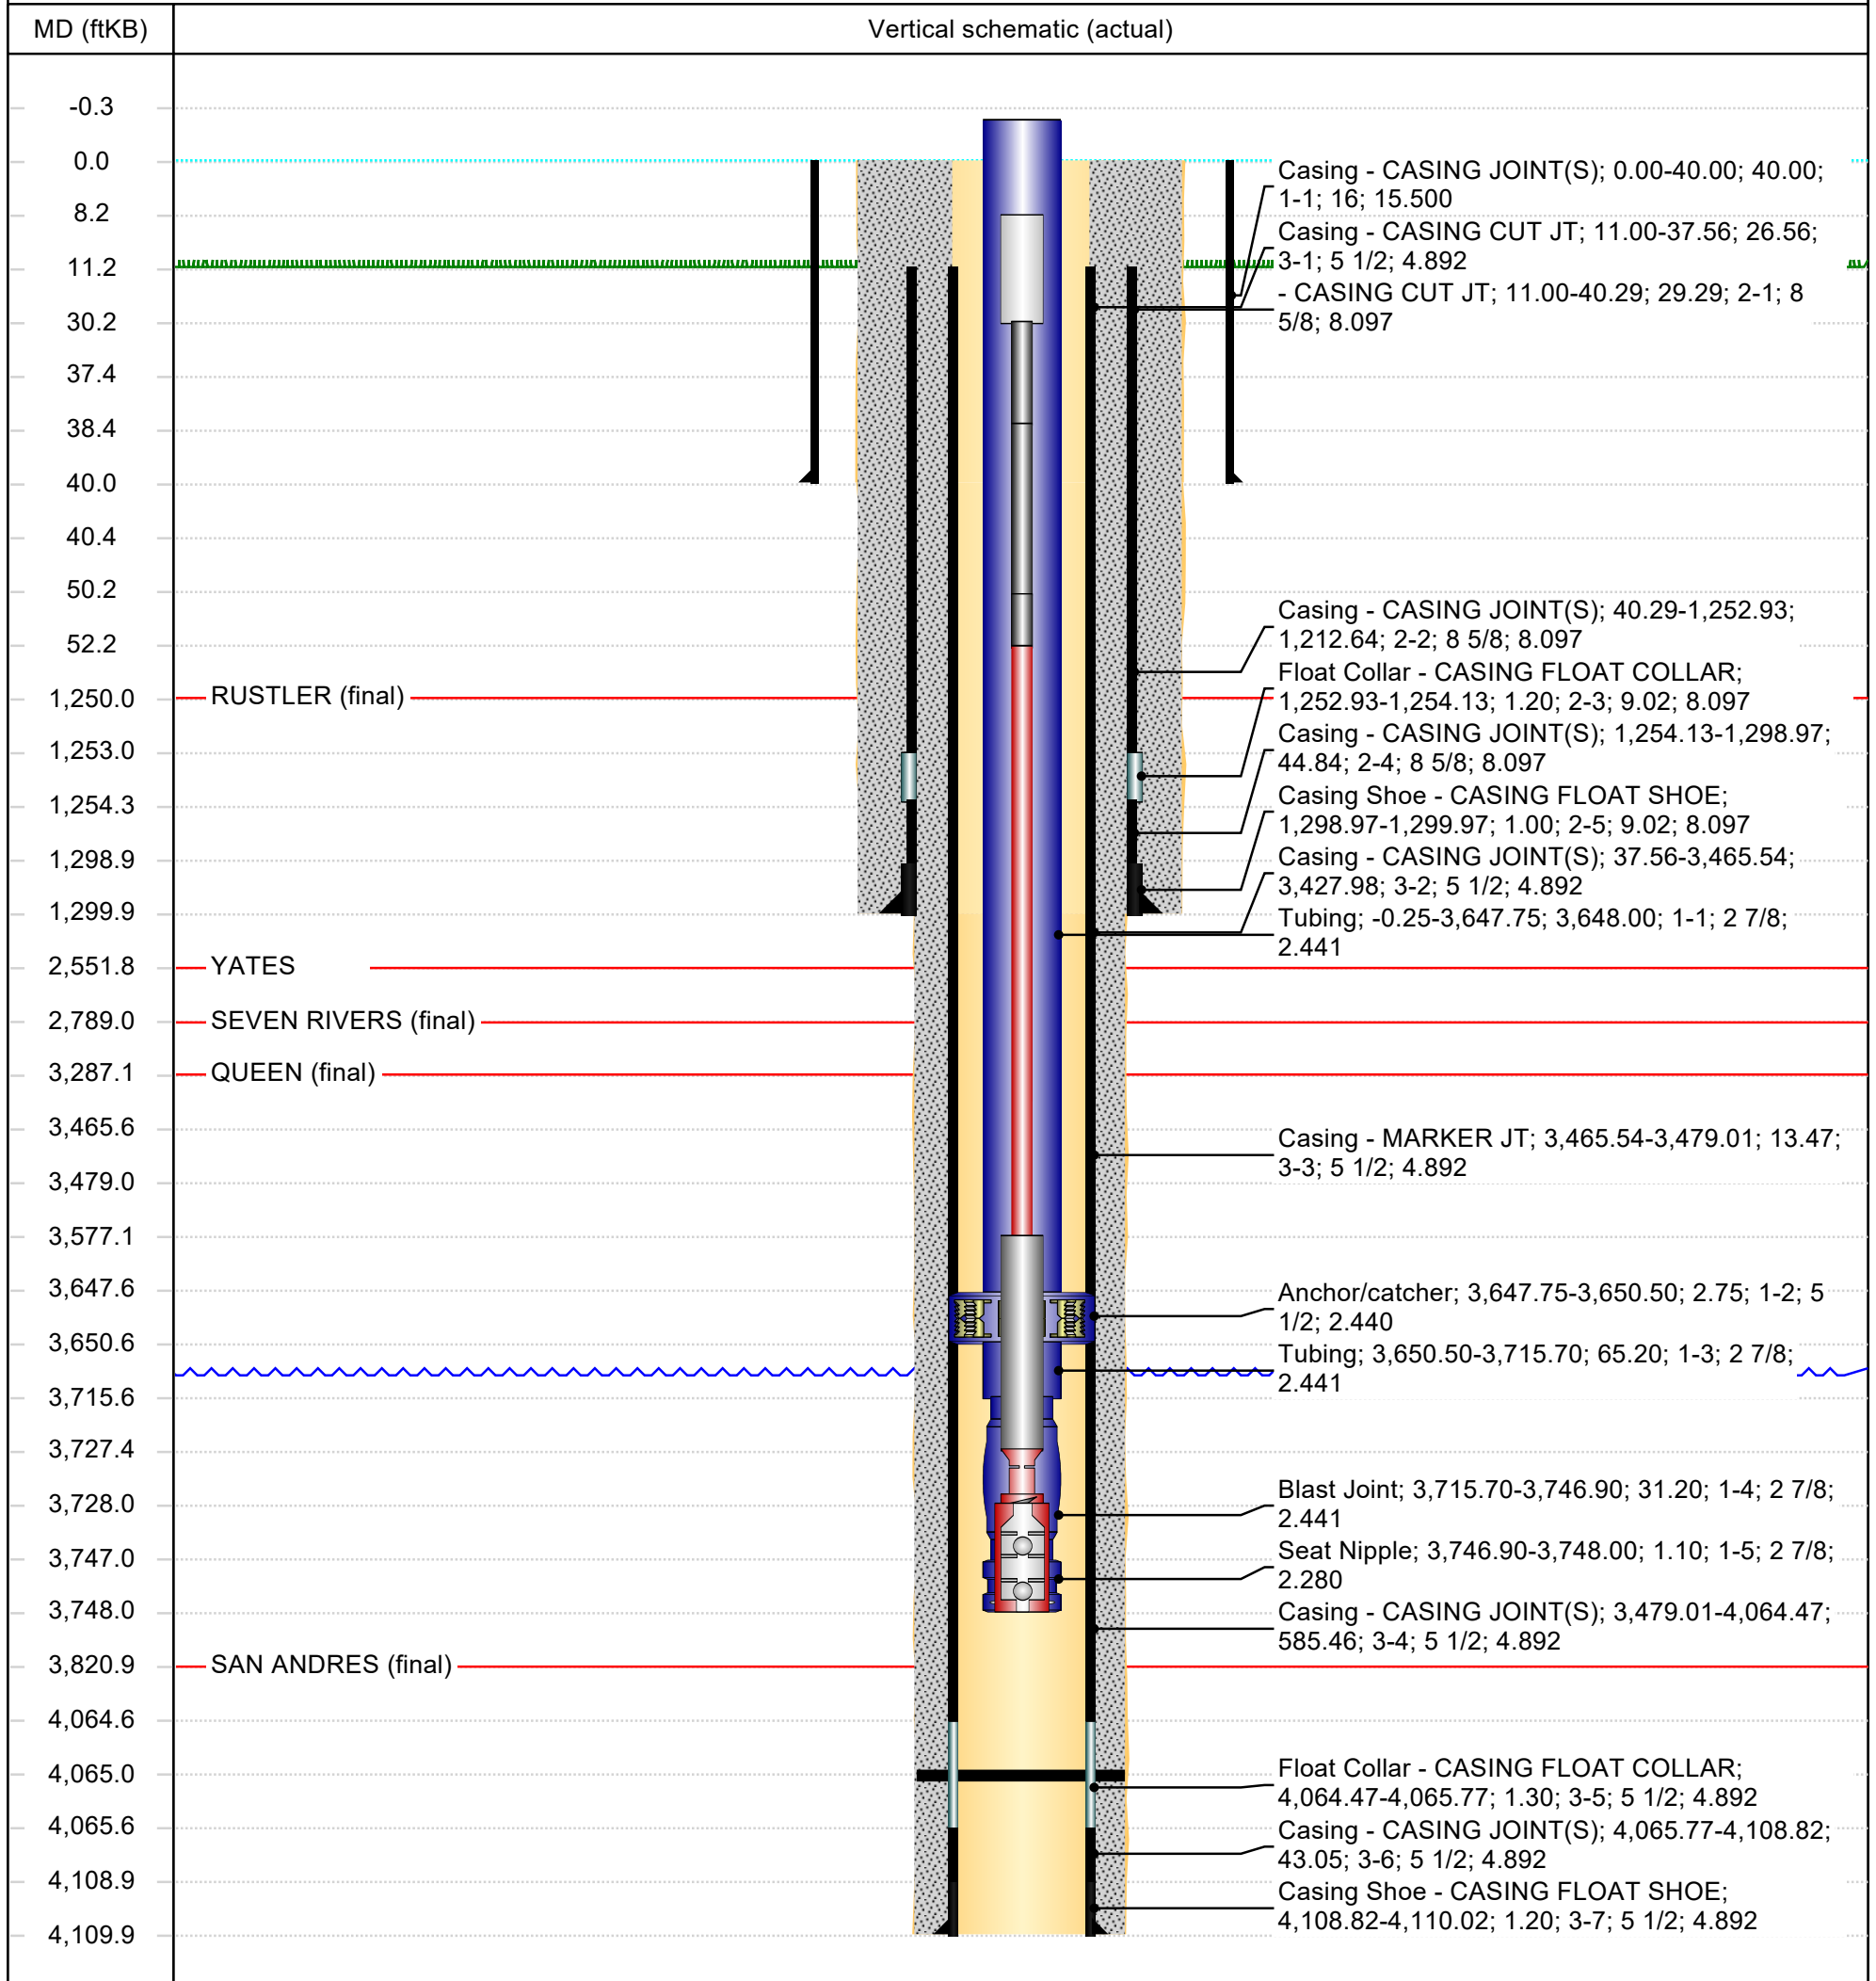 MD (ftKB)
Vertical schematic (actual)
-0.3
0.0
8.2
11.2
30.2
37.4
38.4
40.0
40.4
50.2
52.2
1,250.0
1,253.0
1,254.3
1,298.9
1,299.9
2,551.8
2,789.0
3,287.1
3,465.6
3,479.0
3,577.1
3,647.6
3,650.6
3,715.6
3,727.4
3,728.0
3,747.0
3,748.0
3,820.9
4,064.6
4,065.0
4,065.6
4,108.9
4,109.9
RUSTLER (final)
YATES
SEVEN RIVERS (final)
QUEEN (final)
SAN ANDRES (final)
Casing - CASING JOINT(S); 0.00-40.00; 40.00;
1-1; 16; 15.500
Casing - CASING CUT JT; 11.00-37.56; 26.56;
3-1; 5 1/2; 4.892
- CASING CUT JT; 11.00-40.29; 29.29; 2-1; 8
5/8; 8.097
Casing - CASING JOINT(S); 40.29-1,252.93;
1,212.64; 2-2; 8 5/8; 8.097
Float Collar - CASING FLOAT COLLAR;
1,252.93-1,254.13; 1.20; 2-3; 9.02; 8.097
Casing - CASING JOINT(S); 1,254.13-1,298.97;
44.84; 2-4; 8 5/8; 8.097
Casing Shoe - CASING FLOAT SHOE;
1,298.97-1,299.97; 1.00; 2-5; 9.02; 8.097
Casing - CASING JOINT(S); 37.56-3,465.54;
3,427.98; 3-2; 5 1/2; 4.892
Tubing; -0.25-3,647.75; 3,648.00; 1-1; 2 7/8;
2.441
Casing - MARKER JT; 3,465.54-3,479.01; 13.47;
3-3; 5 1/2; 4.892
Anchor/catcher; 3,647.75-3,650.50; 2.75; 1-2; 5
1/2; 2.440
Tubing; 3,650.50-3,715.70; 65.20; 1-3; 2 7/8;
2.441
Blast Joint; 3,715.70-3,746.90; 31.20; 1-4; 2 7/8;
2.441
Seat Nipple; 3,746.90-3,748.00; 1.10; 1-5; 2 7/8;
2.280
Casing - CASING JOINT(S); 3,479.01-4,064.47;
585.46; 3-4; 5 1/2; 4.892
Float Collar - CASING FLOAT COLLAR;
4,064.47-4,065.77; 1.30; 3-5; 5 1/2; 4.892
Casing - CASING JOINT(S); 4,065.77-4,108.82;
43.05; 3-6; 5 1/2; 4.892
Casing Shoe - CASING FLOAT SHOE;
4,108.82-4,110.02; 1.20; 3-7; 5 1/2; 4.892